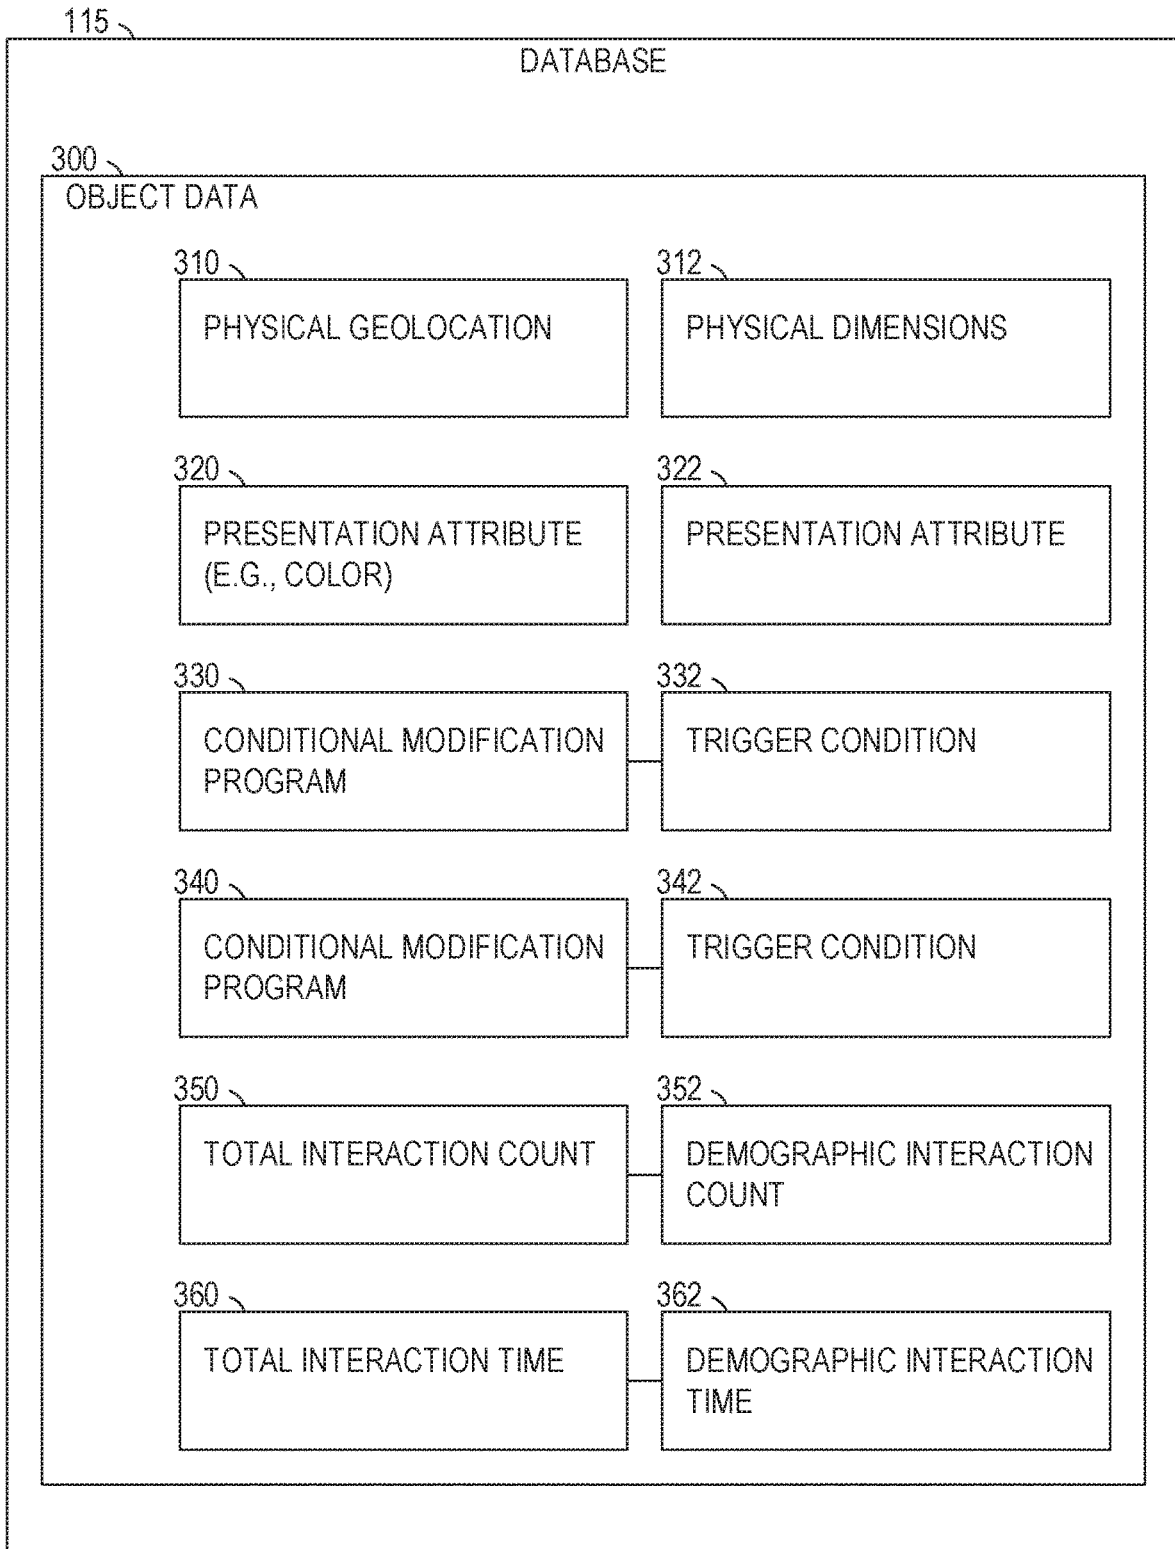 115
DATABASE
300
OBJECT DATA
310
PHYSICAL GEOLOCATION
312
PHYSICAL DIMENSIONS
320
PRESENTATION ATTRIBUTE
(E.G., COLOR)
322
PRESENTATION ATTRIBUTE
330
CONDITIONAL MODIFICATION
PROGRAM
332
TRIGGER CONDITION
340
CONDITIONAL MODIFICATION
PROGRAM
342
TRIGGER CONDITION
350
TOTAL INTERACTION COUNT
352
DEMOGRAPHIC INTERACTION
COUNT
360
TOTAL INTERACTION TIME
362
DEMOGRAPHIC INTERACTION
TIME